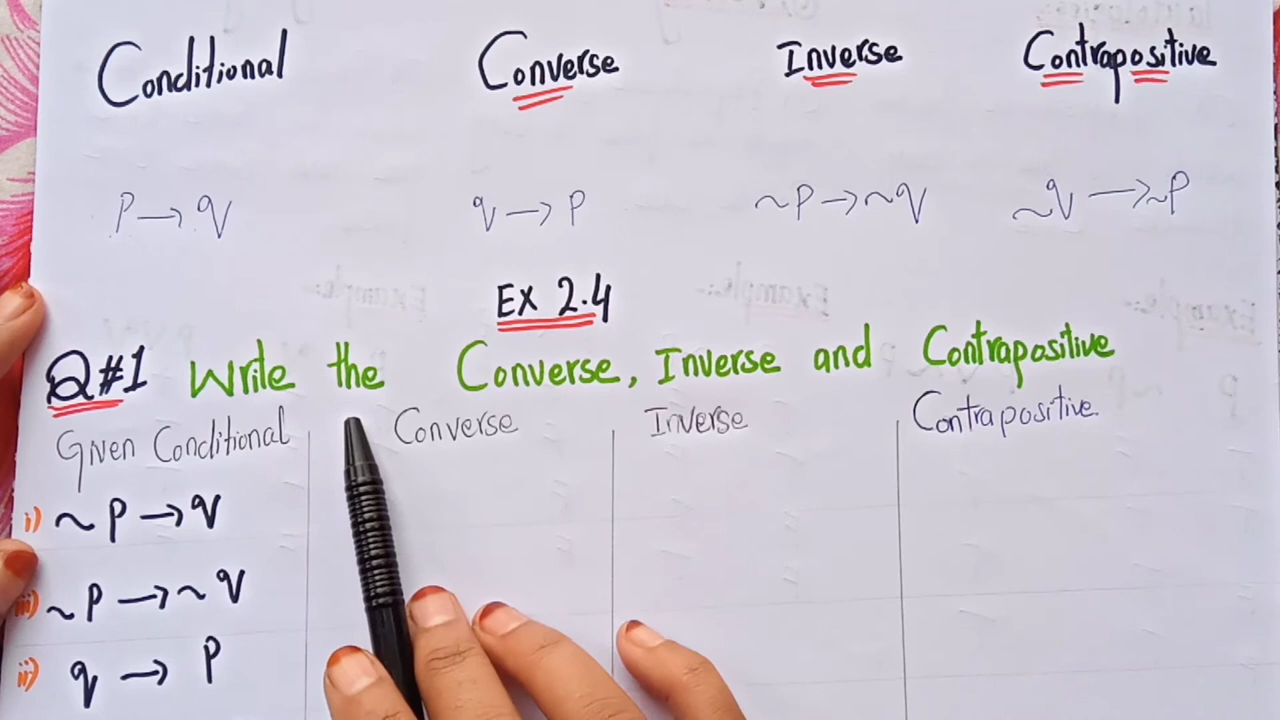 Conditional Converse Inverse Contrapositive
p → q q → p ~p → ~q ~q → ~p
Ex 2.4
Q#1 Write the Converse, Inverse and Contrapositive
Given Conditional Converse Inverse Contrapositive
i) ~p → q
ii) ~p → ~q
ii) q → p